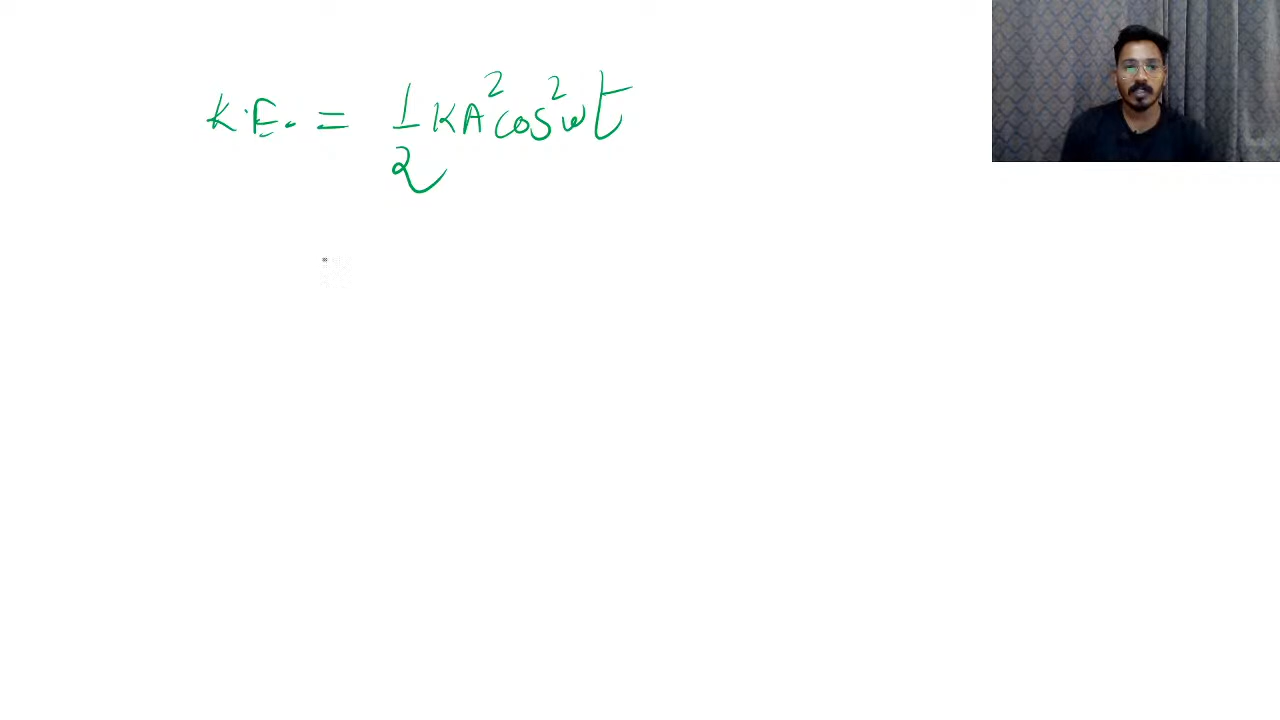 K.E. = 1/2 KA² cos² ωt